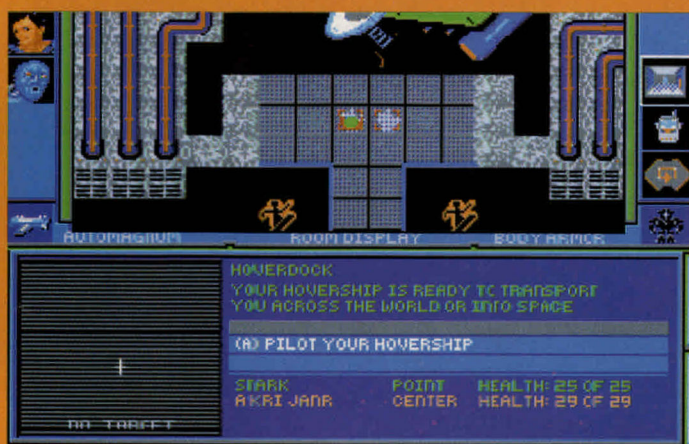 AUTOMAGNUM ROOM DISPLAY BODY ARMOR
HOVERDOCK
YOUR HOVERSHIP IS READY TO TRANSPORT
YOU ACROSS THE WORLD OR INTO SPACE
(A) PILOT YOUR HOVERSHIP
STARK POINT HEALTH: 25 OF 25
AKRI JANR CENTER HEALTH: 29 OF 29
NO TARGET